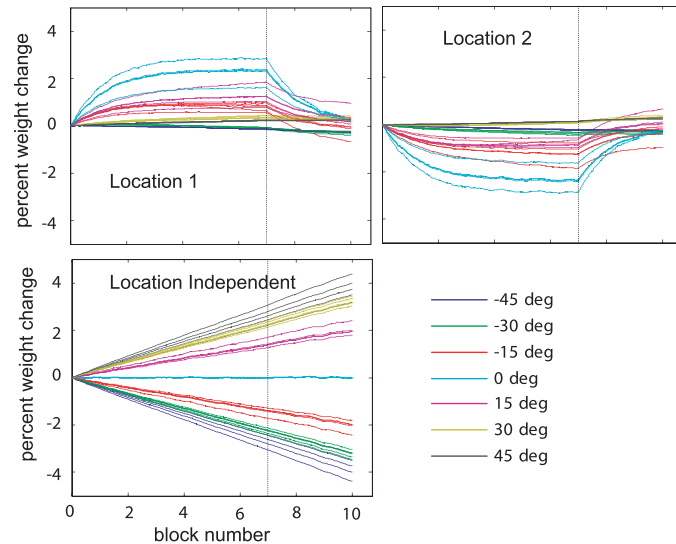 percent weight change
4
2
0
-2
-4
Location 1
Location 2
percent weight change
4
2
0
-2
-4
Location Independent
0
2
4
6
8
10
block number
-45 deg
-30 deg
-15 deg
0 deg
15 deg
30 deg
45 deg